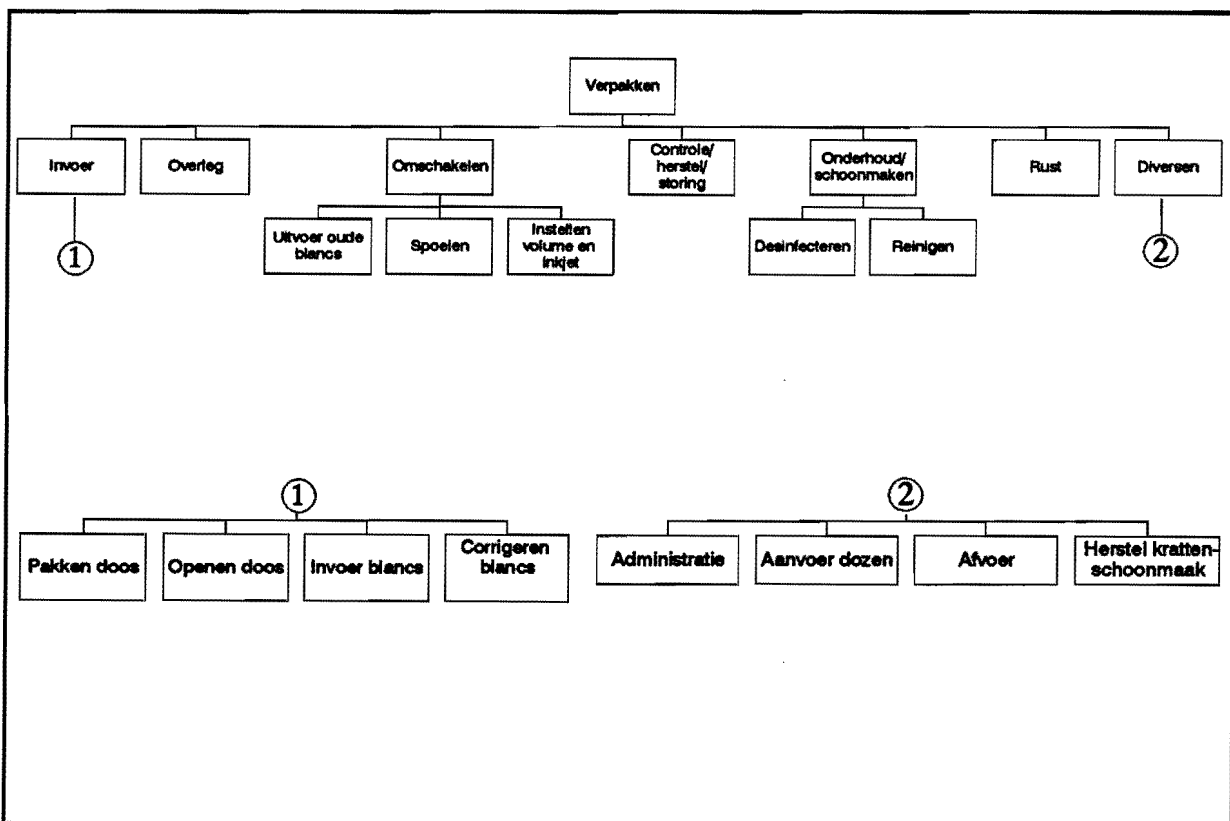 Verpakken
Invoer
Overleg
Omschakelen
Controle/
herstel/
storing
Onderhoud/
schoonmaken
Rust
Diversen
1
Uitvoer oude
blancs
Spoelen
Instellen
volume en
inkjet
Desinfecteren
Reinigen
2
1
Pakken doos
Openen doos
Invoer blancs
Corrigeren
blancs
2
Administratie
Aanvoer dozen
Afvoer
Herstel kratten-
schoonmaak